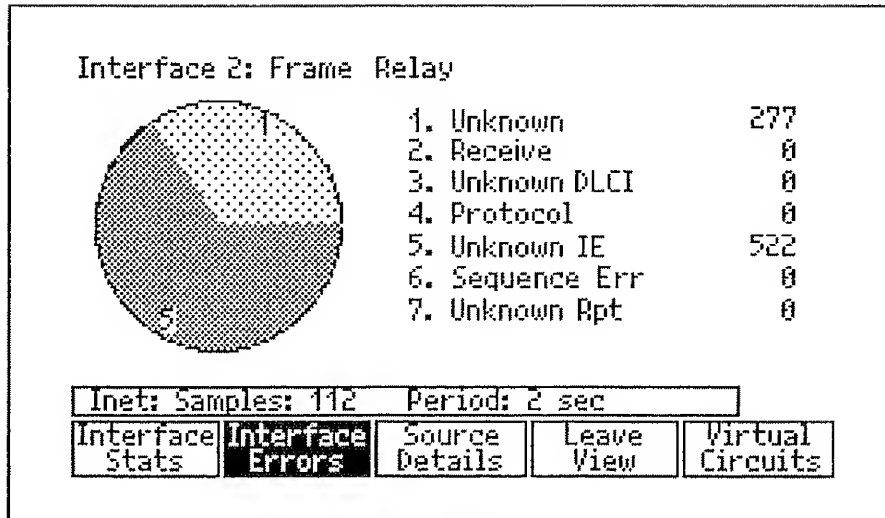 Interface 2: Frame Relay
1
5
1. Unknown 277
2. Receive 0
3. Unknown DLCI 0
4. Protocol 0
5. Unknown IE 522
6. Sequence Err 0
7. Unknown Rpt 0
Inet: Samples: 112 Period: 2 sec
Interface Stats
Interface Errors
Source Details
Leave View
Virtual Circuits